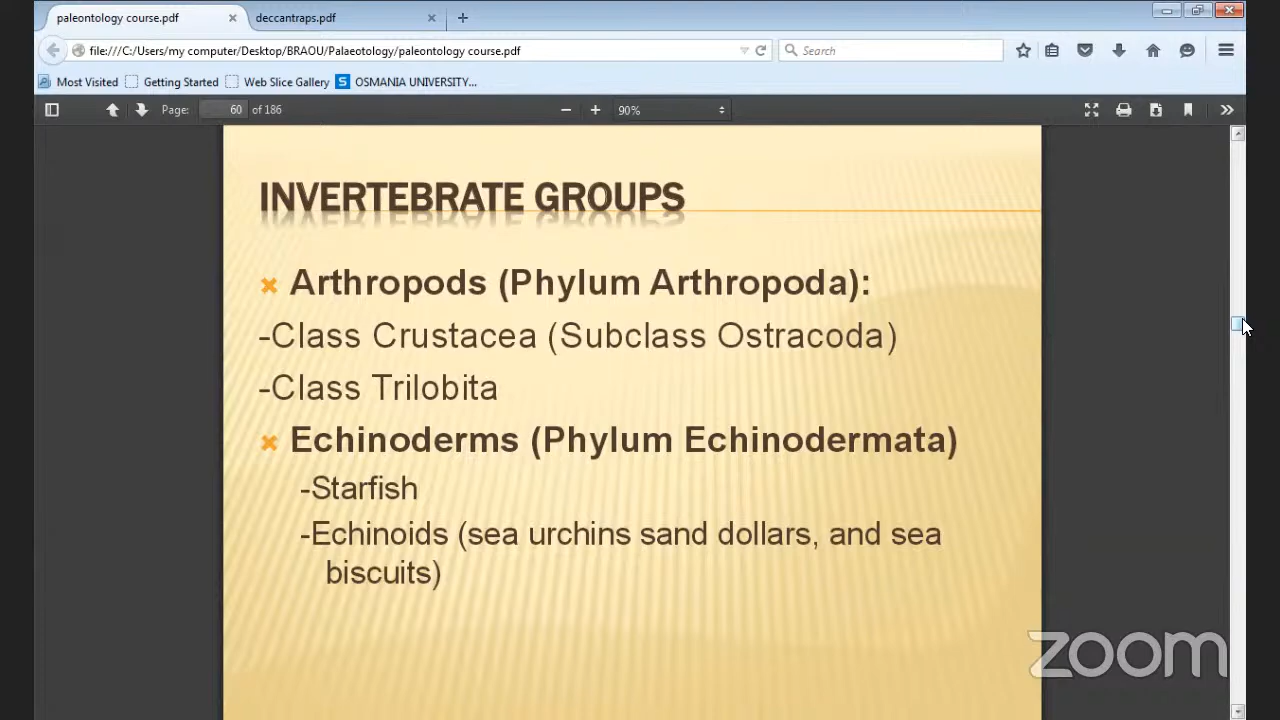 paleontology course.pdf
deccantraps.pdf
file:///C:/Users/my computer/Desktop/BRAOU/Palaeotology/paleontology course.pdf
Search
Most Visited
Getting Started
Web Slice Gallery
S OSMANIA UNIVERSITY...
Page: 60 of 186
90%
INVERTEBRATE GROUPS
Arthropods (Phylum Arthropoda):
-Class Crustacea (Subclass Ostracoda)
-Class Trilobita
Echinoderms (Phylum Echinodermata)
-Starfish
-Echinoids (sea urchins sand dollars, and sea
biscuits)
zoom